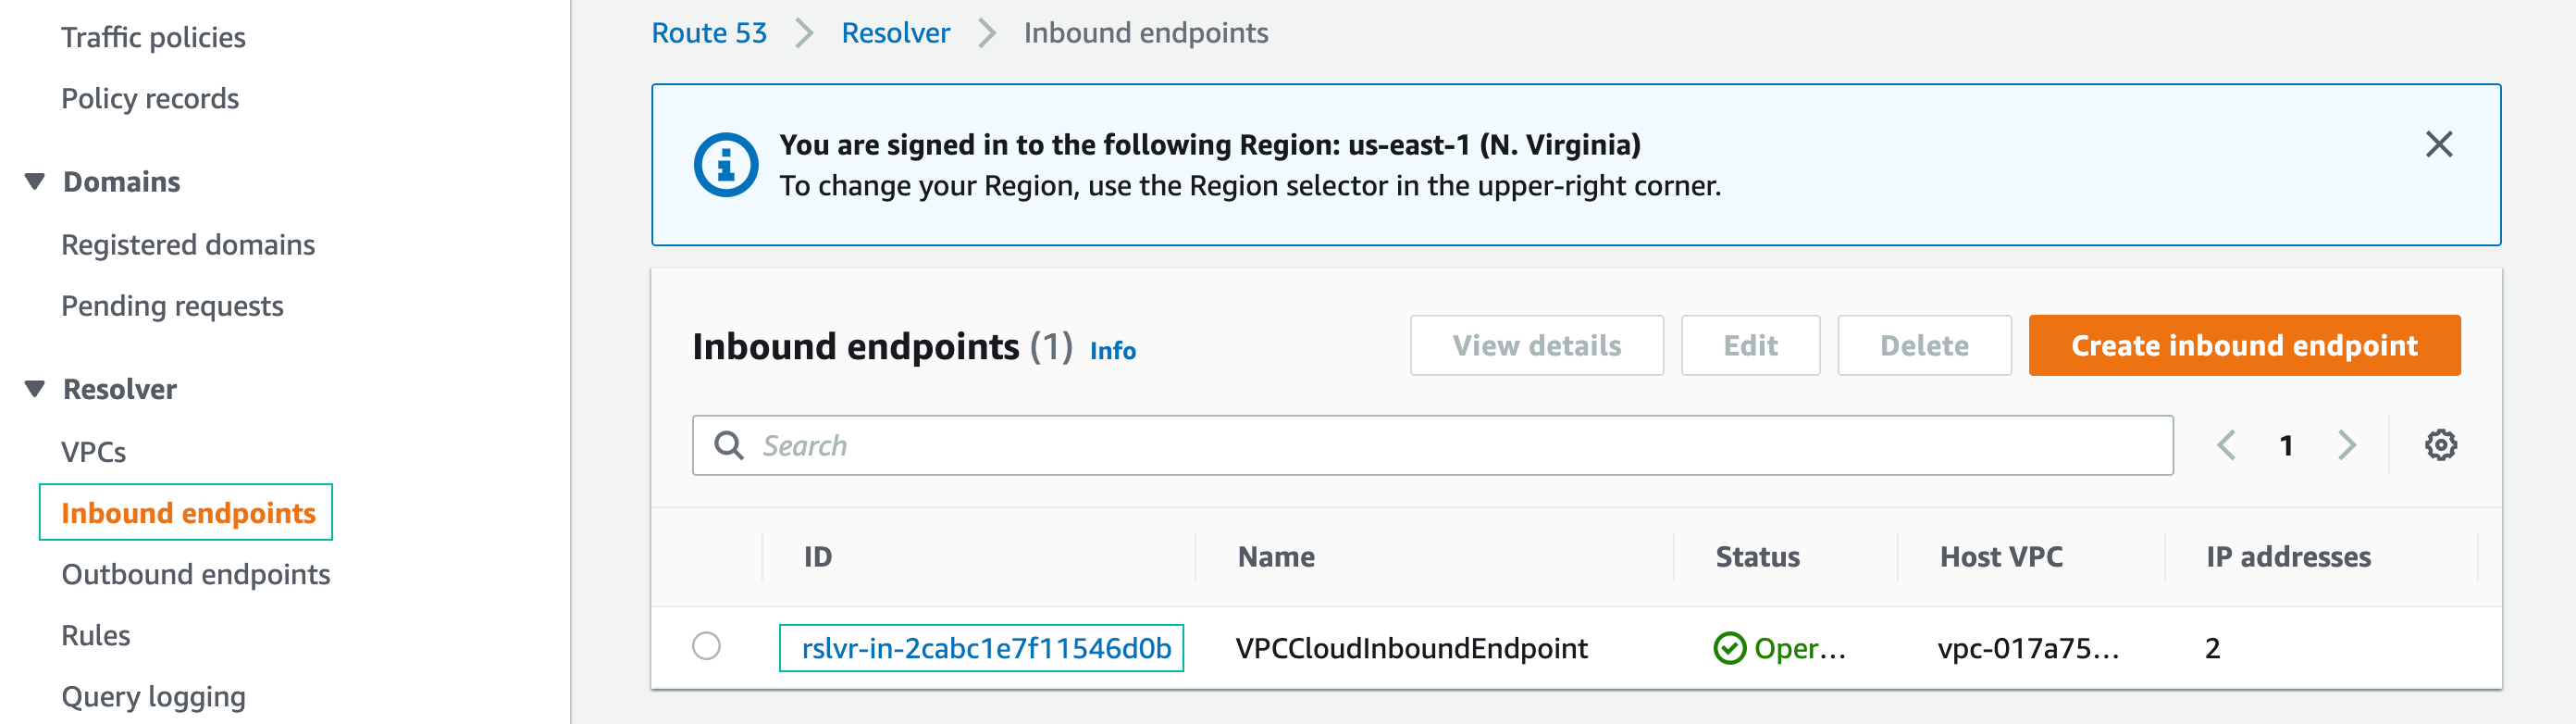 Traffic policies
Policy records
Domains
Registered domains
Pending requests
Resolver
VPCs
Inbound endpoints
Outbound endpoints
Rules
Query logging
Route 53 Resolver Inbound endpoints
You are signed in to the following Region: us-east-1 (N. Virginia)
To change your Region, use the Region selector in the upper-right corner.
Inbound endpoints (1) Info View details Edit Delete Create inbound endpoint
Search 1
ID Name Status Host VPC IP addresses
rslvr-in-2cabc1e7f11546d0b VPCCloudInboundEndpoint Oper... vpc-017a75... 2